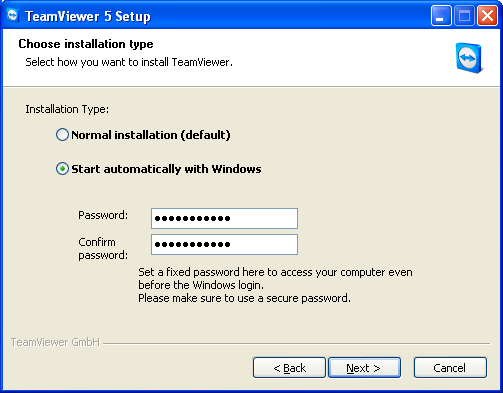 TeamViewer 5 Setup
Choose installation type
Select how you want to install TeamViewer.
Installation Type:
Normal installation (default)
Start automatically with Windows
Password: ●●●●●●●●●●●
Confirm
password: ●●●●●●●●●●●
Set a fixed password here to access your computer even
before the Windows login.
Please make sure to use a secure password.
TeamViewer GmbH
< Back Next > Cancel